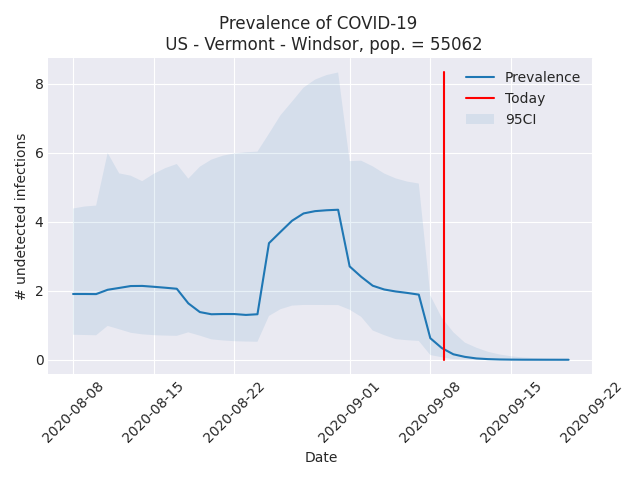 Prevalence of COVID-19
US - Vermont - Windsor, pop. = 55062
Prevalence
Today
95CI
# undetected infections
8
6
4
2
0
2020-08-08
2020-08-15
2020-08-22
2020-09-01
2020-09-08
2020-09-15
2020-09-22
Date